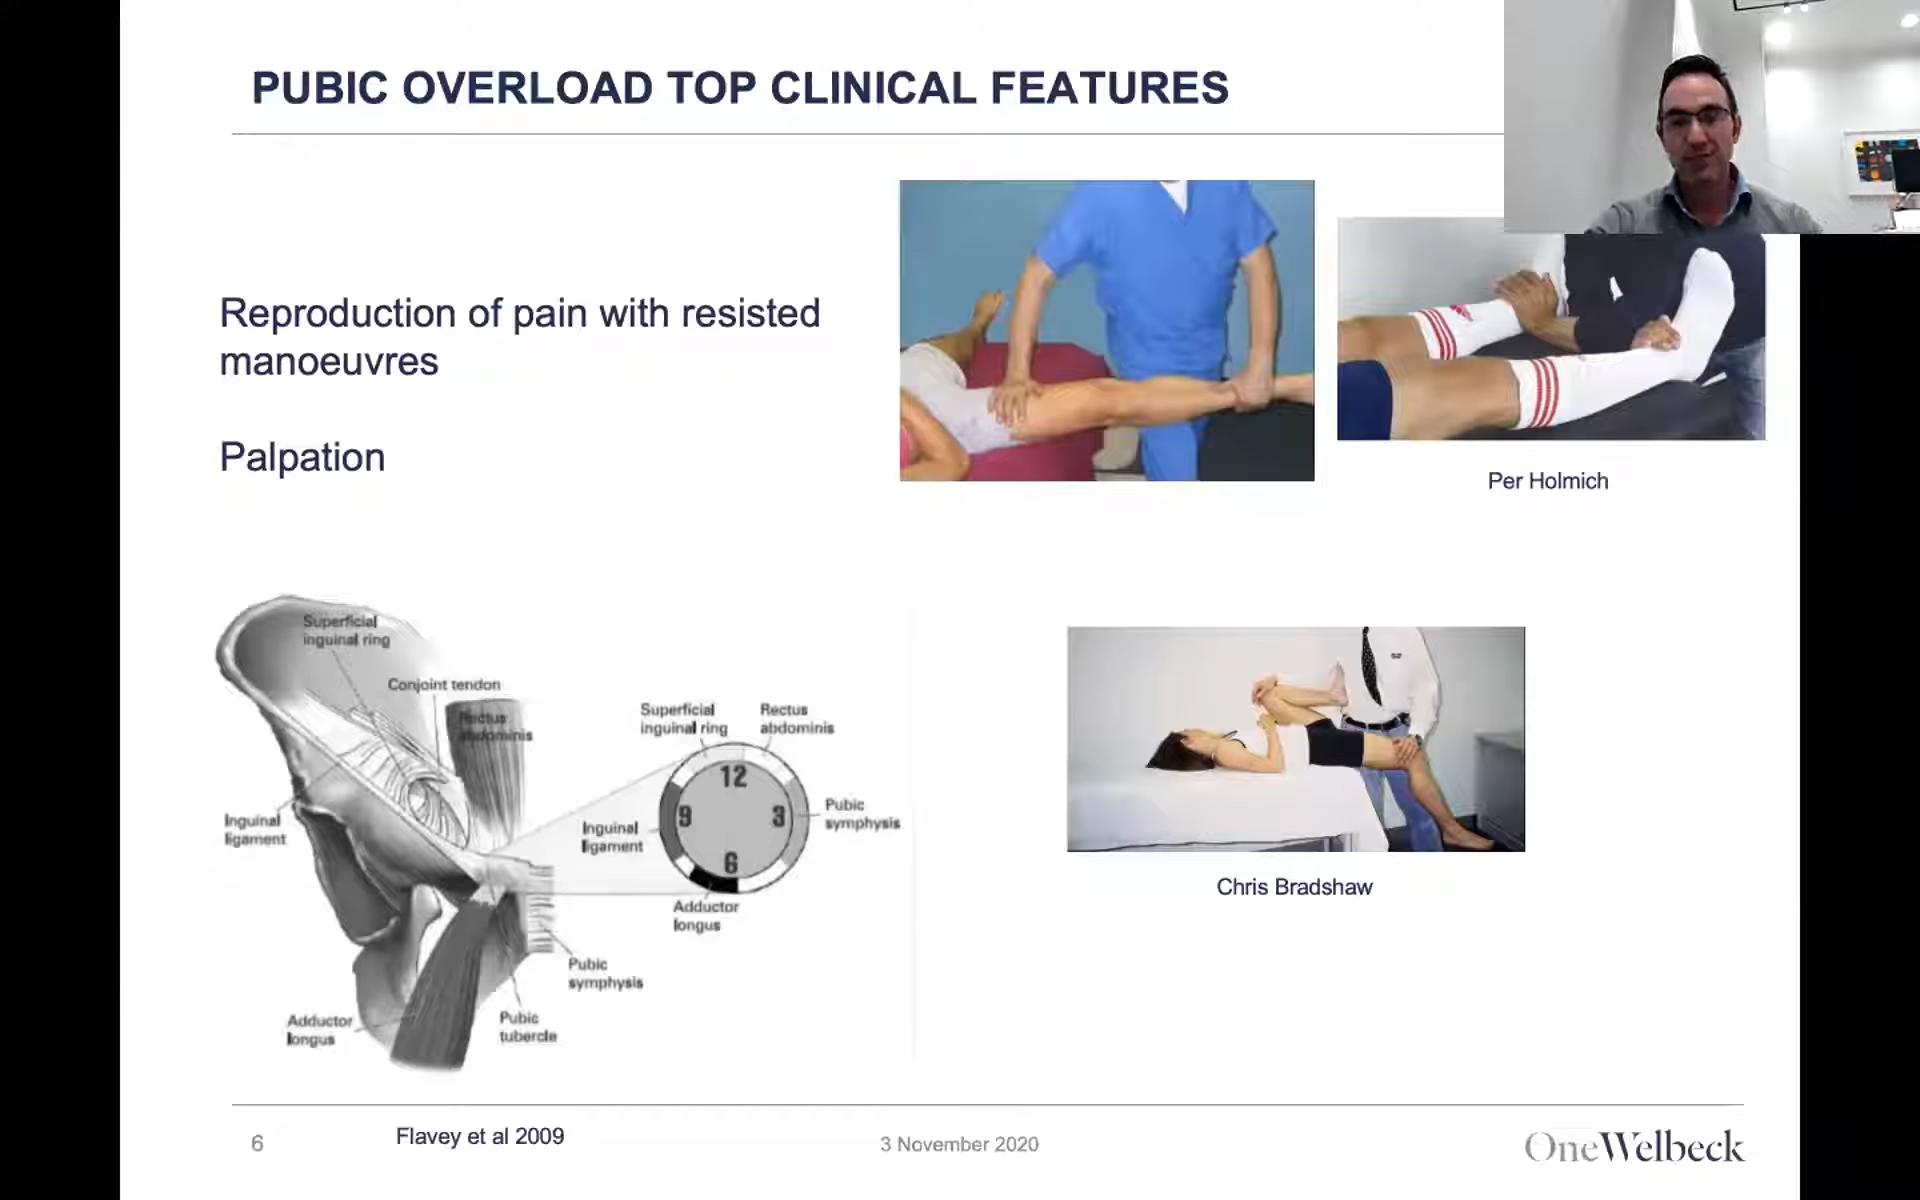 PUBIC OVERLOAD TOP CLINICAL FEATURES
Reproduction of pain with resisted
manoeuvres
Palpation
Per Holmich
Superficial
inguinal ring
Conjoint tendon
Rectus
abdominis
Inguinal
ligament
Adductor
longus
Pubic
tubercle
Pubic
symphysis
Superficial
inguinal ring
Rectus
abdominis
12
9
3
6
Inguinal
ligament
Pubic
symphysis
Adductor
longus
Chris Bradshaw
6
Flavey et al 2009
3 November 2020
OneWelbeck